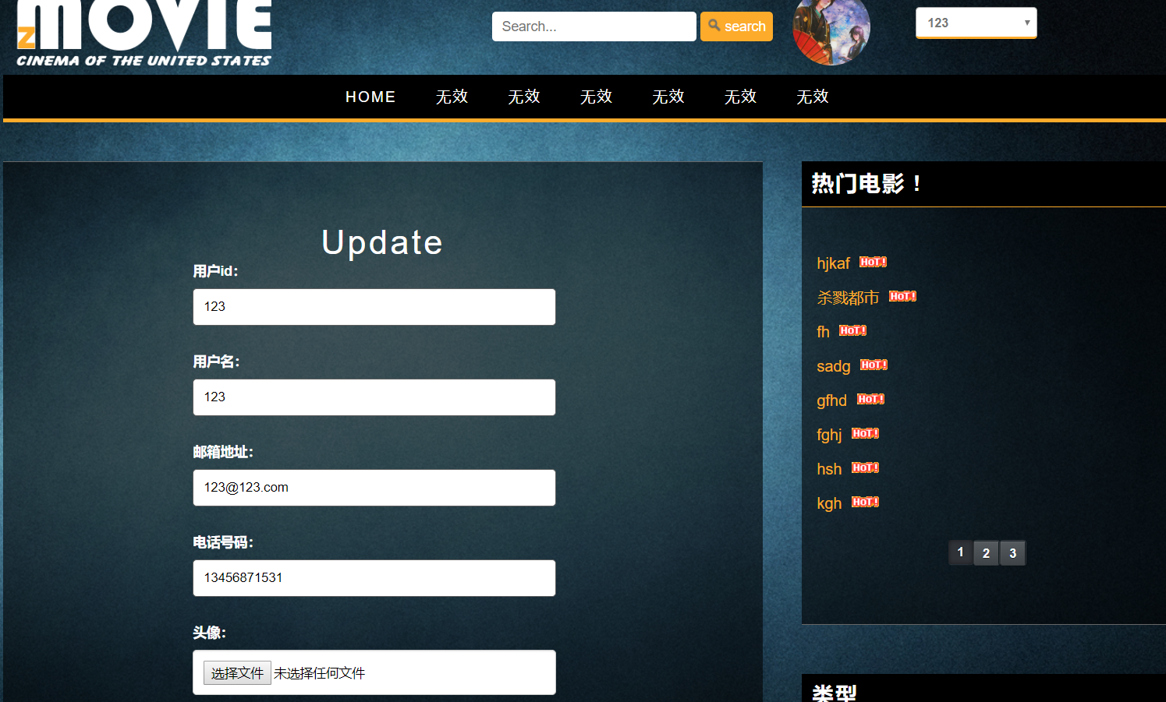 zMOVIE
CINEMA OF THE UNITED STATES
Search...
search
123
HOME 无效 无效 无效 无效 无效 无效
Update
用户id:
123
用户名:
123
邮箱地址:
123@123.com
电话号码:
13456871531
头像:
选择文件 未选择任何文件
热门电影！
hjkaf HOT!
杀戮都市 HOT!
fh HOT!
sadg HOT!
gfhd HOT!
fghj HOT!
hsh HOT!
kgh HOT!
1 2 3
类型